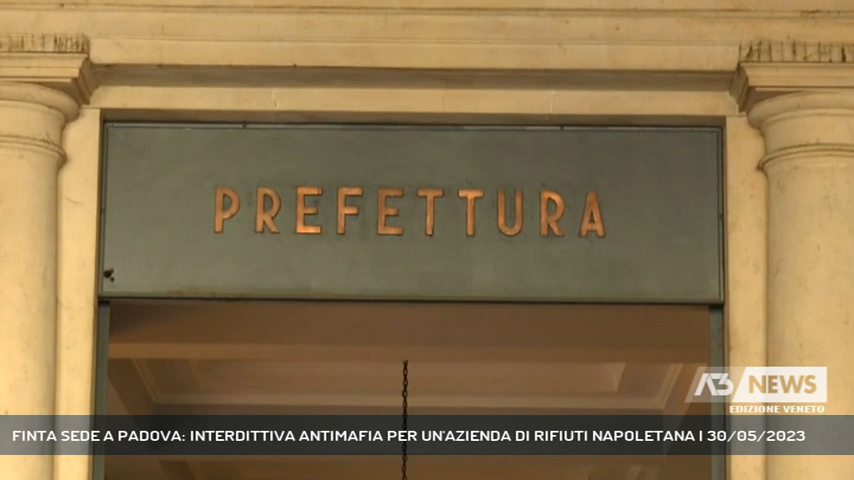 PREFETTURA
A3 NEWS
EDIZIONE VENETO
FINTA SEDE A PADOVA: INTERDITTIVA ANTIMAFIA PER UN'AZIENDA DI RIFIUTI NAPOLETANA | 30/05/2023